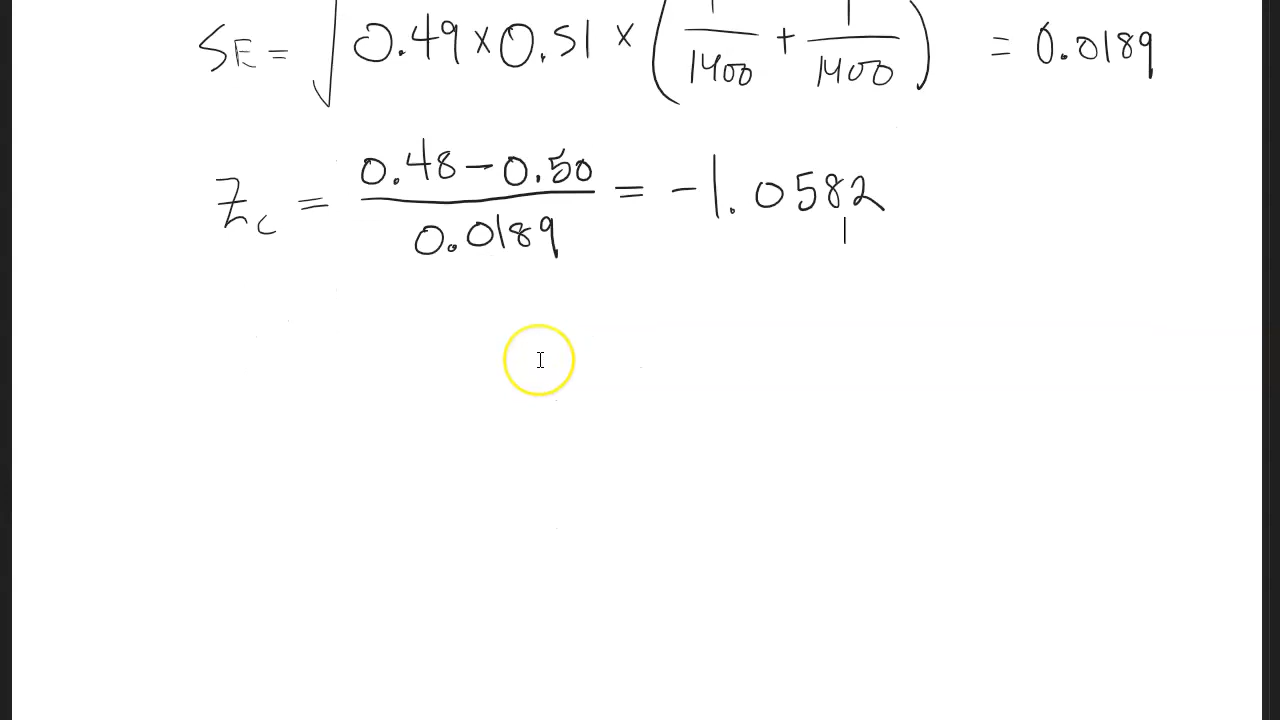 SE = √ 0.49 × 0.51 × ( 1/1400 + 1/1400 ) = 0.0189
Zc = 0.48 − 0.50 / 0.0189 = −1.0582